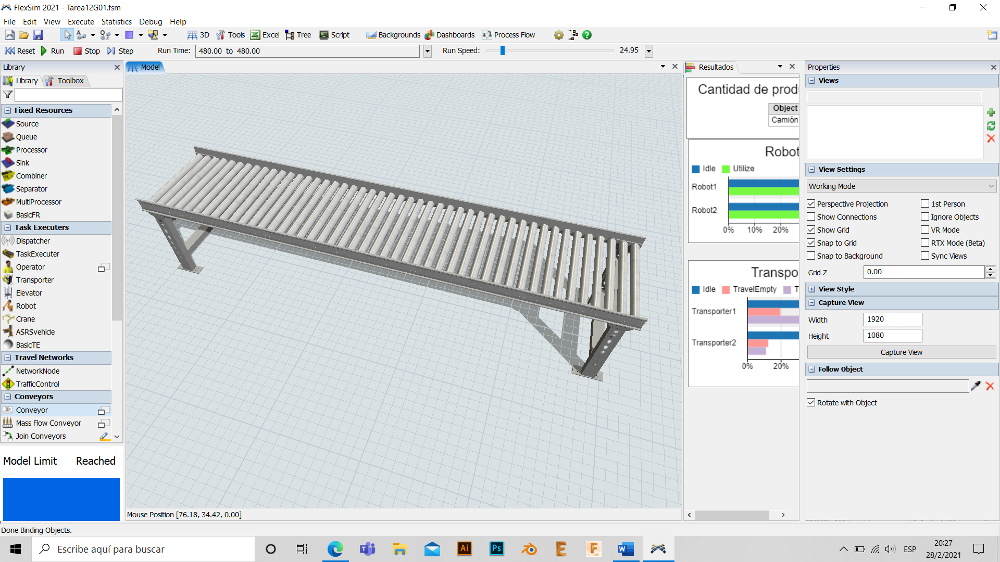 FlexSim 2021 - Tarea12G01.fsm
File Edit View Execute Statistics Debug Help
3D Tools Excel Tree Script Backgrounds Dashboards Process Flow
Reset Run Stop Step Run Time: 480.00 to 480.00 Run Speed: 24.95
Library
Library Toolbox
Fixed Resources
Source
Queue
Processor
Sink
Combiner
Separator
MultiProcessor
BasicFR
Task Executers
Dispatcher
TaskExecuter
Operator
Transporter
Elevator
Robot
Crane
ASRSvehicle
BasicTE
Travel Networks
NetworkNode
TrafficControl
Conveyors
Conveyor
Mass Flow Conveyor
Join Conveyors
Model Limit Reached
Model
Mouse Position [76.18, 34.42, 0.00]
Resultados
Cantidad de prod
Object
Camión
Robot
Idle Utilize
Robot1
Robot2
0% 10% 20%
Transpo
Idle TravelEmpty T
Transporter1
Transporter2
0% 20%
Properties
Views
View Settings
Working Mode
Perspective Projection 1st Person
Show Connections Ignore Objects
Show Grid VR Mode
Snap to Grid RTX Mode (Beta)
Snap to Background Sync Views
Grid Z 0.00
View Style
Capture View
Width 1920
Height 1080
Capture View
Follow Object
Rotate with Object
Done Binding Objects.
Escribe aquí para buscar
Ai
Ps
ESP
20:27
28/2/2021